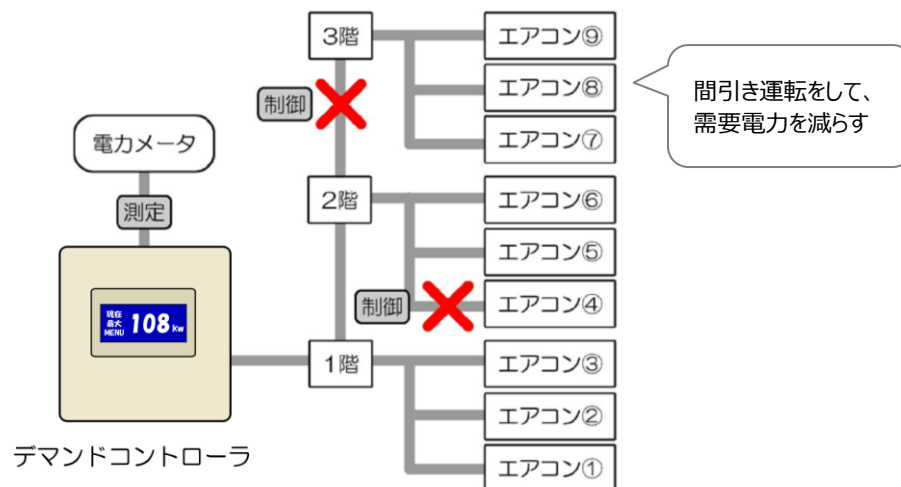 3階
エアコン⑨
エアコン⑧
エアコン⑦
間引き運転をして、
需要電力を減らす
制御
電力メータ
測定
2階
エアコン⑥
エアコン⑤
エアコン④
制御
現在
最大
MENU
108 kw
1階
エアコン③
エアコン②
エアコン①
デマンドコントローラ